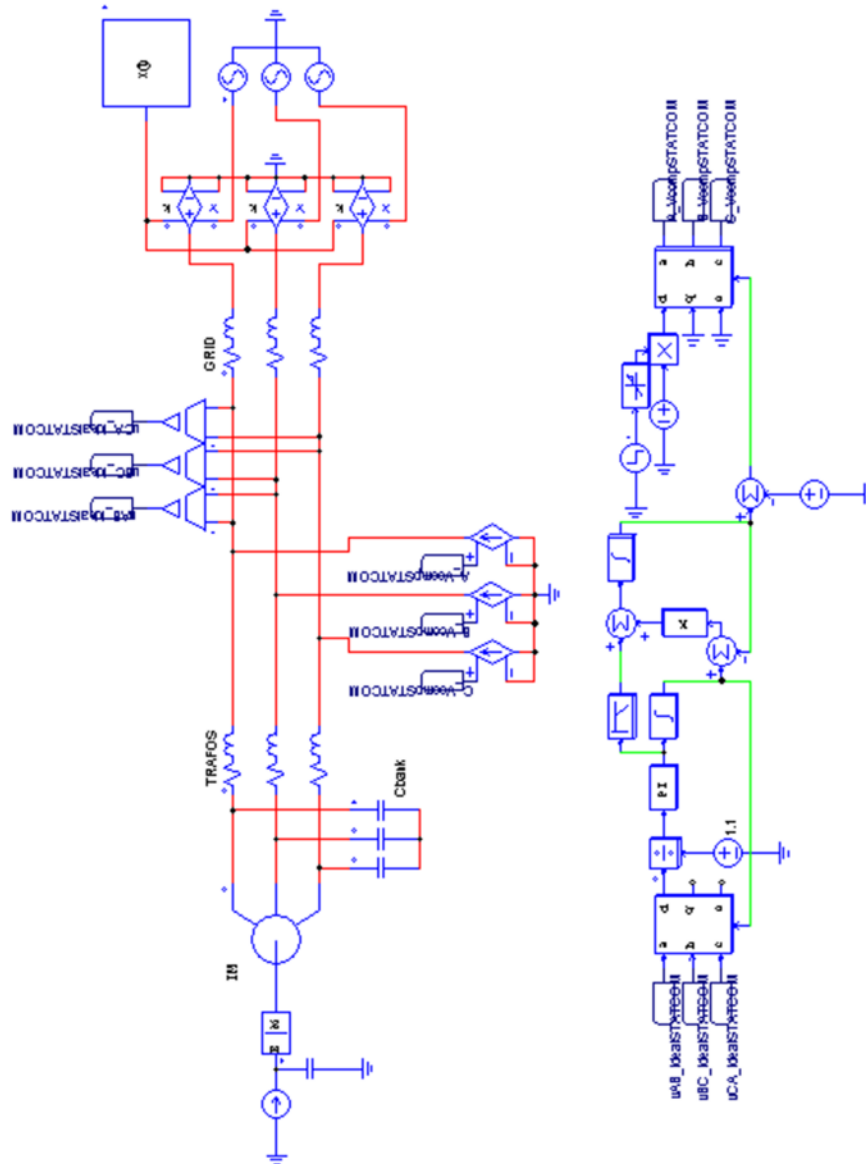 GRID
uCA_IdealSTATCOM
uBC_IdealSTATCOM
uAB_IdealSTATCOM
A_VcompSTATCOM
B_VcompSTATCOM
C_VcompSTATCOM
TRAFOS
Cbank
IM
A_VcompSTATCOM
B_VcompSTATCOM
C_VcompSTATCOM
a
b
c
d
q
o
K
PI
1.1
d
q
o
a
b
c
uAB_IdealSTATCOM
uBC_IdealSTATCOM
uCA_IdealSTATCOM